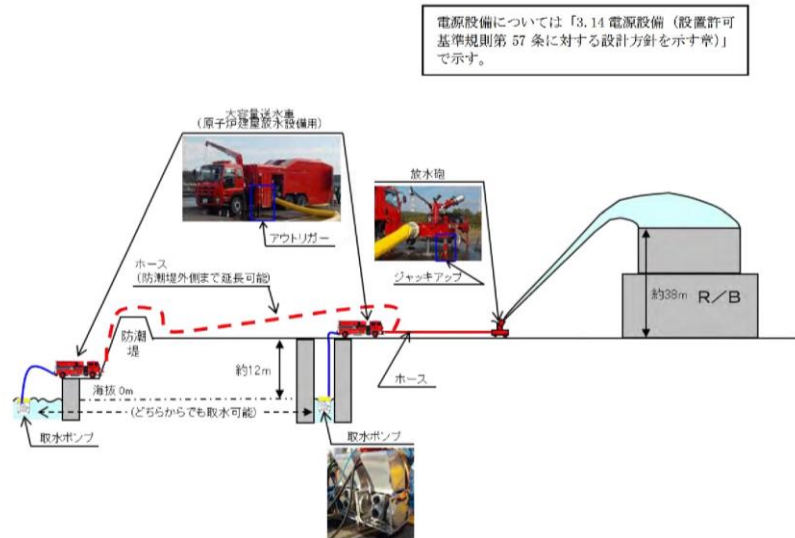 電源設備については「3.14 電源設備（設置許可
基準規則第 57 条に対する設計方針を示す章）」
で示す。
大容量送水車
（原子炉建屋放水設備用）
放水砲
アウトリガー
ジャッキアップ
ホース
（防潮堤外側まで延長可能）
約38m
R／B
防潮
堤
約12m
ホース
海抜 0m
（どちらからでも取水可能）
取水ポンプ
取水ポンプ